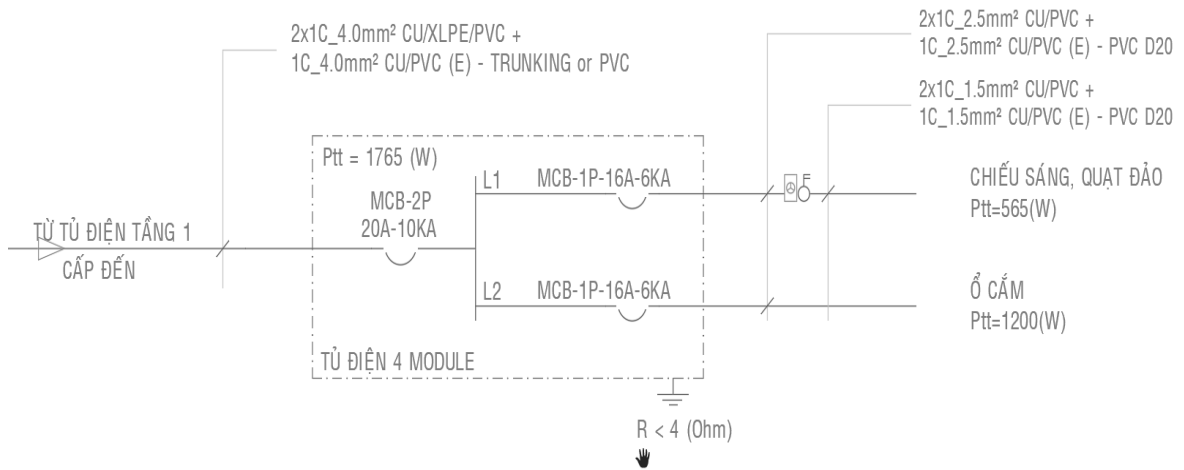 2x1C_4.0mm² CU/XLPE/PVC +
1C_4.0mm² CU/PVC (E) - TRUNKING or PVC
2x1C_2.5mm² CU/PVC +
1C_2.5mm² CU/PVC (E) - PVC D20
2x1C_1.5mm² CU/PVC +
1C_1.5mm² CU/PVC (E) - PVC D20
Ptt = 1765 (W)
MCB-2P
20A-10KA
L1
MCB-1P-16A-6KA
CHIẾU SÁNG, QUẠT ĐẢO
Ptt=565(W)
TỪ TỦ ĐIỆN TẦNG 1
CẤP ĐẾN
L2
MCB-1P-16A-6KA
Ổ CẮM
Ptt=1200(W)
TỦ ĐIỆN 4 MODULE
R < 4 (Ohm)